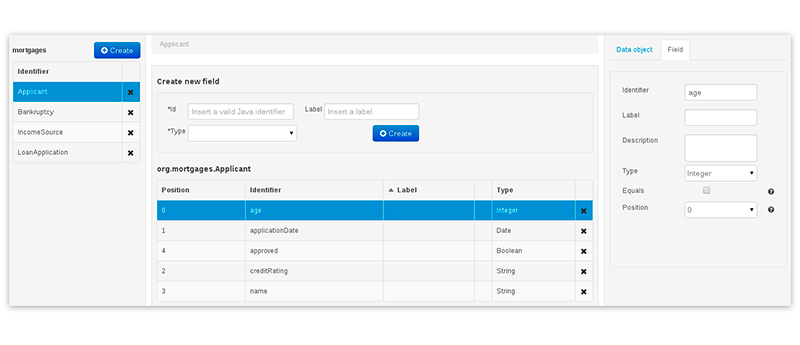 mortgages
Create
Identifier
Applicant
Bankruptcy
IncomeSource
LoanApplication
Applicant
Create new field
*Id Insert a valid Java identifier Label Insert a label
*Type Create
org.mortgages.Applicant
Position Identifier Label Type
0 age Integer
1 applicationDate Date
4 approved Boolean
2 creditRating String
3 name String
Data object Field
Identifier age
Label
Description
Type Integer
Equals
Position 0